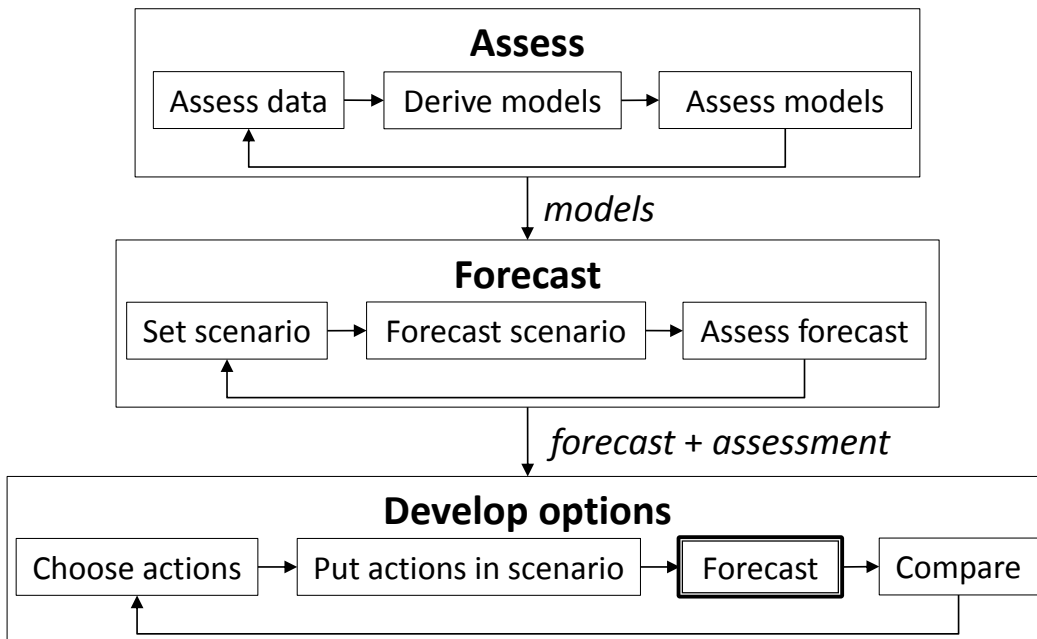 Assess
Assess data
Derive models
Assess models
models
Forecast
Set scenario
Forecast scenario
Assess forecast
forecast + assessment
Develop options
Choose actions
Put actions in scenario
Forecast
Compare